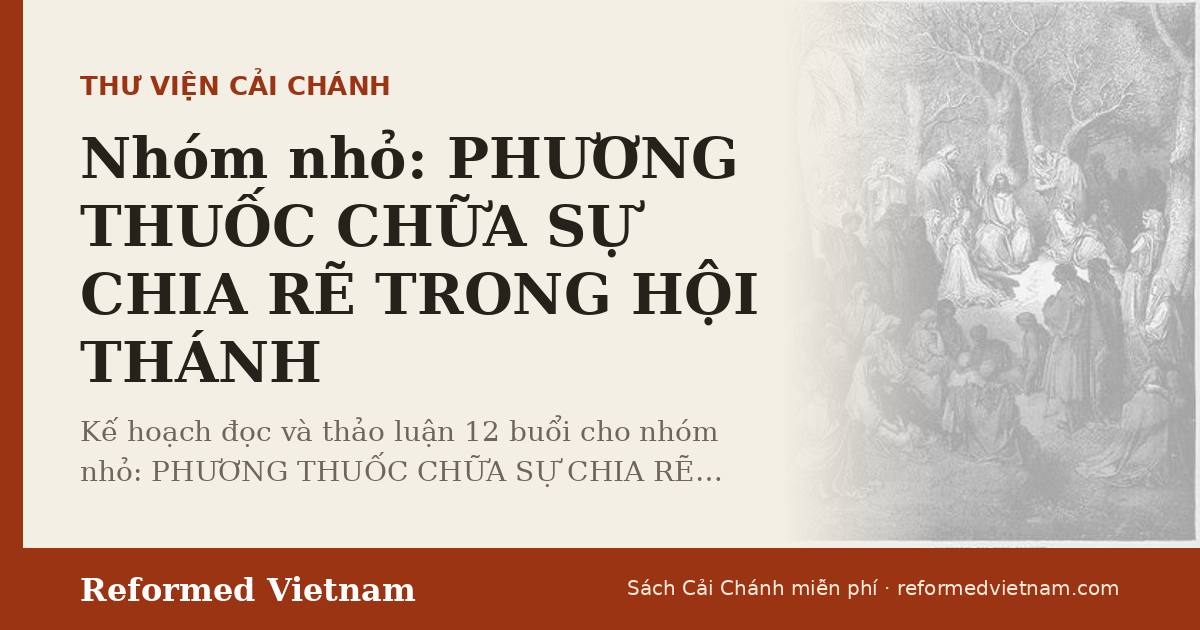 THƯ VIỆN CẢI CHÁNH
Nhóm nhỏ: PHƯƠNG
THUỐC CHỮA SỰ
CHIA RẼ TRONG HỘI
THÁNH
Kế hoạch đọc và thảo luận 12 buổi cho nhóm
nhỏ: PHƯƠNG THUỐC CHỮA SỰ CHIA RẼ…
Reformed Vietnam
Sách Cải Chánh miễn phí · reformedvietnam.com